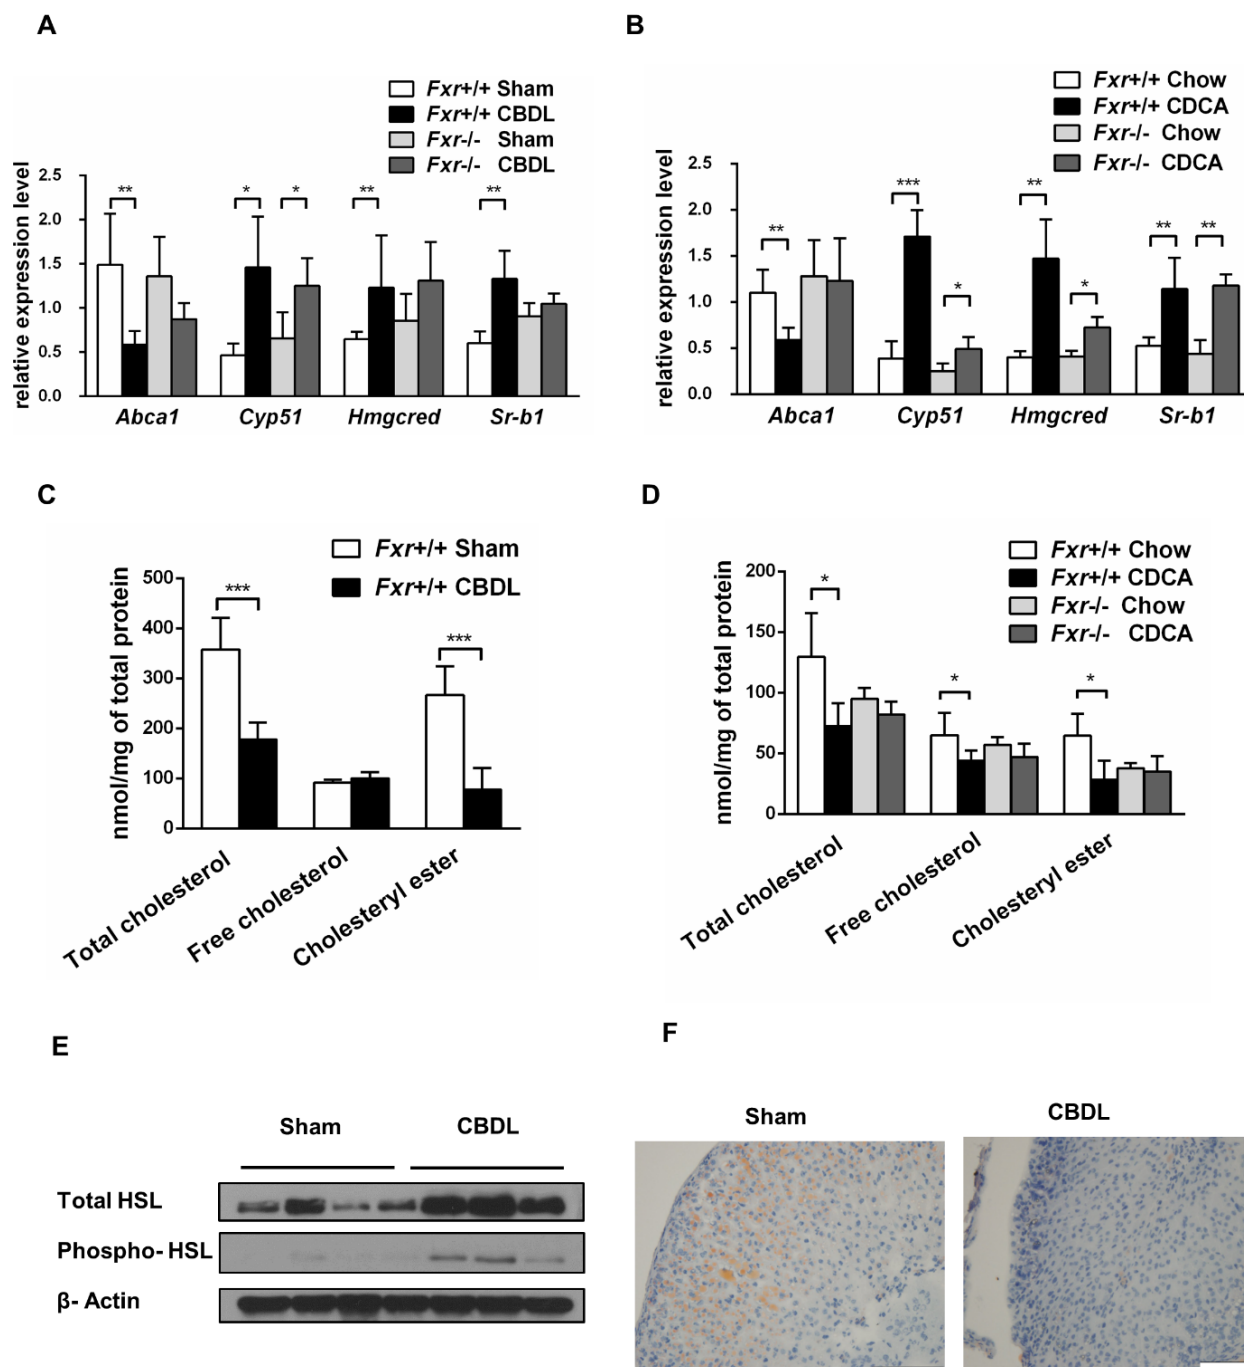 A
Fxr+/+ Sham
Fxr+/+ CBDL
Fxr-/- Sham
Fxr-/- CBDL
relative expression level
2.5
2.0
1.5
1.0
0.5
0.0
** * * ** **
Abca1 Cyp51 Hmgcred Sr-b1
B
Fxr+/+ Chow
Fxr+/+ CDCA
Fxr-/- Chow
Fxr-/- CDCA
relative expression level
2.5
2.0
1.5
1.0
0.5
0.0
** *** * ** * ** **
Abca1 Cyp51 Hmgcred Sr-b1
C
Fxr+/+ Sham
Fxr+/+ CBDL
nmol/mg of total protein
500
400
300
200
100
0
*** ***
Total cholesterol
Free cholesterol
Cholesteryl ester
D
Fxr+/+ Chow
Fxr+/+ CDCA
Fxr-/- Chow
Fxr-/- CDCA
nmol/mg of total protein
200
150
100
50
0
* * *
Total cholesterol
Free cholesterol
Cholesteryl ester
E
Sham CBDL
Total HSL
Phospho- HSL
β- Actin
F
Sham CBDL